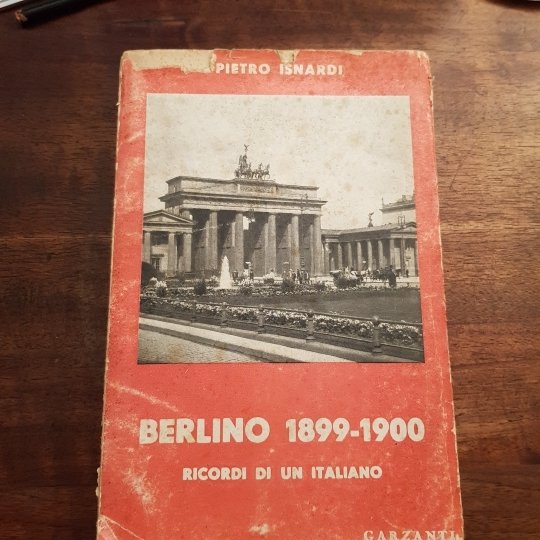 PIETRO ISNARDI
BERLINO 1899-1900
RICORDI DI UN ITALIANO
GARZANTI